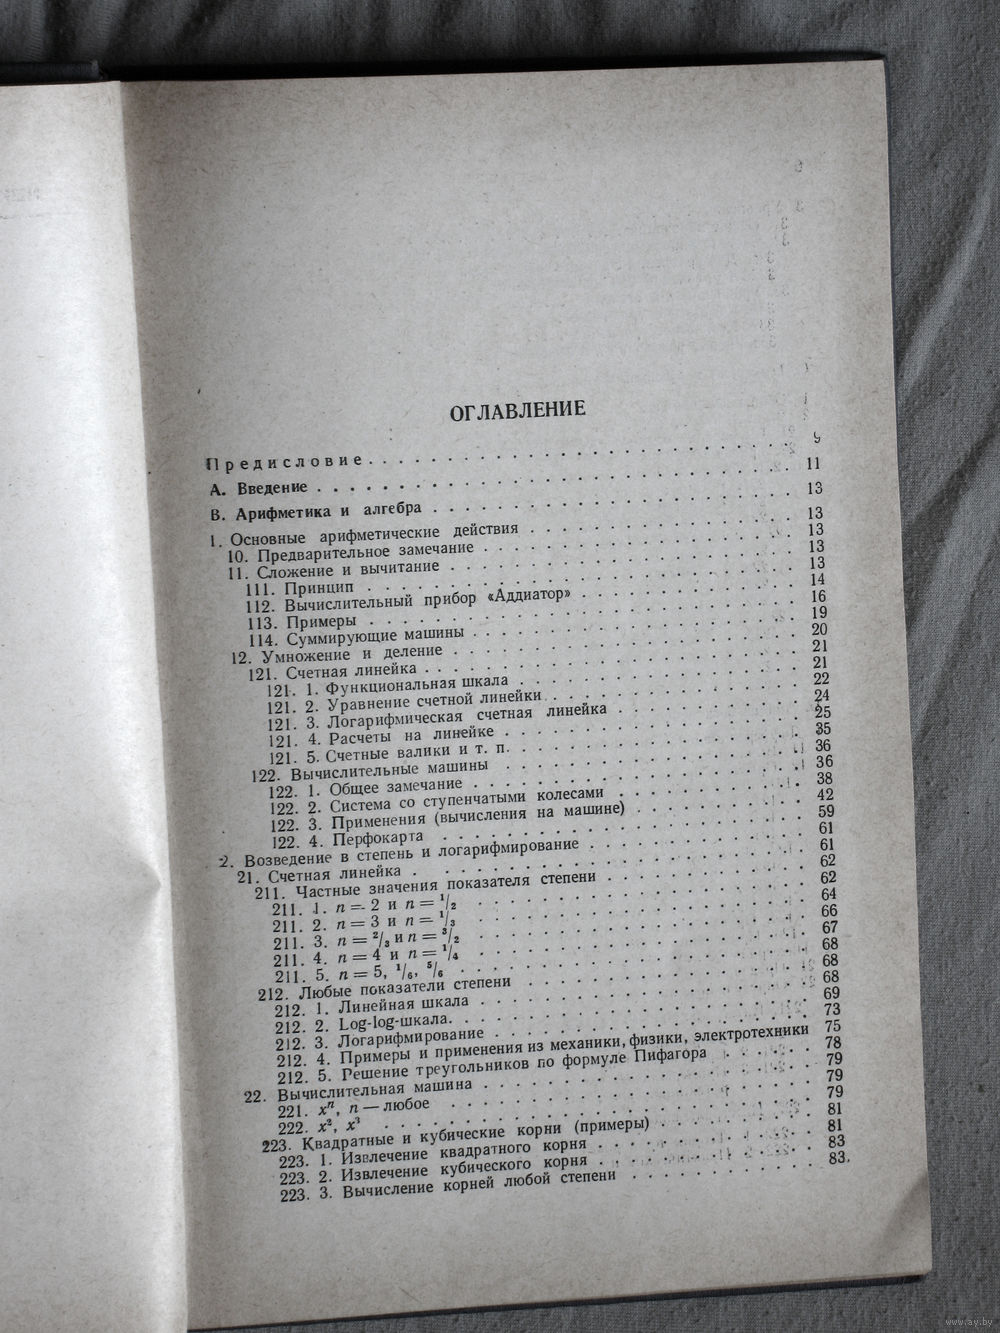 ОГЛАВЛЕНИЕ
Предисловие . . . 9
А. Введение . . . 11
В. Арифметика и алгебра . . . 13
1. Основные арифметические действия . . . 13
10. Предварительное замечание . . . 13
11. Сложение и вычитание . . . 13
111. Принцип . . . 13
112. Вычислительный прибор «Аддиатор» . . . 14
113. Примеры . . . 16
114. Суммирующие машины . . . 19
12. Умножение и деление . . . 20
121. Счетная линейка . . . 21
121. 1. Функциональная шкала . . . 21
121. 2. Уравнение счетной линейки . . . 22
121. 3. Логарифмическая счетная линейка . . . 24
121. 4. Расчеты на линейке . . . 25
121. 5. Счетные валики и т. п. . . . 35
122. Вычислительные машины . . . 36
122. 1. Общее замечание . . . 36
122. 2. Система со ступенчатыми колесами . . . 38
122. 3. Применения (вычисления на машине) . . . 42
122. 4. Перфокарта . . . 59
2. Возведение в степень и логарифмирование . . . 61
21. Счетная линейка . . . 61
211. Частные значения показателя степени . . . 62
211. 1. n = 2 и n = 1/2 . . . 62
211. 2. n = 3 и n = 1/3 . . . 64
211. 3. n = 2/3 и n = 3/2 . . . 66
211. 4. n = 4 и n = 1/4 . . . 67
211. 5. n = 5, 1/6, 5/6 . . . 68
212. Любые показатели степени . . . 68
212. 1. Линейная шкала . . . 68
212. 2. Log-log-шкала. . . . 69
212. 3. Логарифмирование . . . 73
212. 4. Примеры и применения из механики, физики, электротехники 75
212. 5. Решение треугольников по формуле Пифагора . . . 78
22. Вычислительная машина . . . 79
221. xⁿ, n — любое . . . 79
222. x², x³ . . . 79
223. Квадратные и кубические корни (примеры) . . . 81
223. 1. Извлечение квадратного корня . . . 81
223. 2. Извлечение кубического корня . . . 83
223. 3. Вычисление корней любой степени . . . 83
www.ay.by